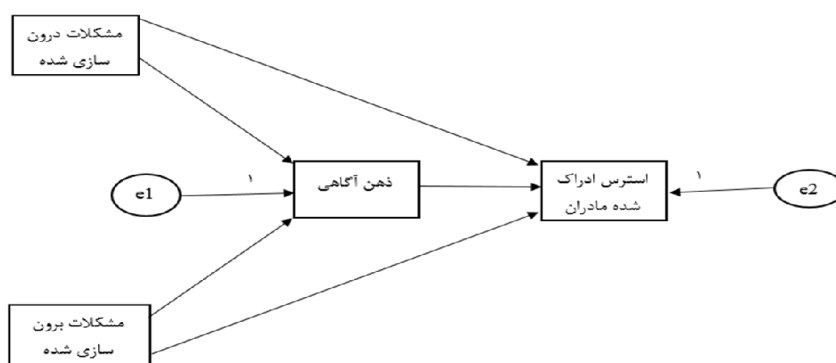 مشکلات درون
سازی شده
e1
۱
ذهن آگاهی
استرس ادراک
شده مادران
۱
e2
مشکلات برون
سازی شده